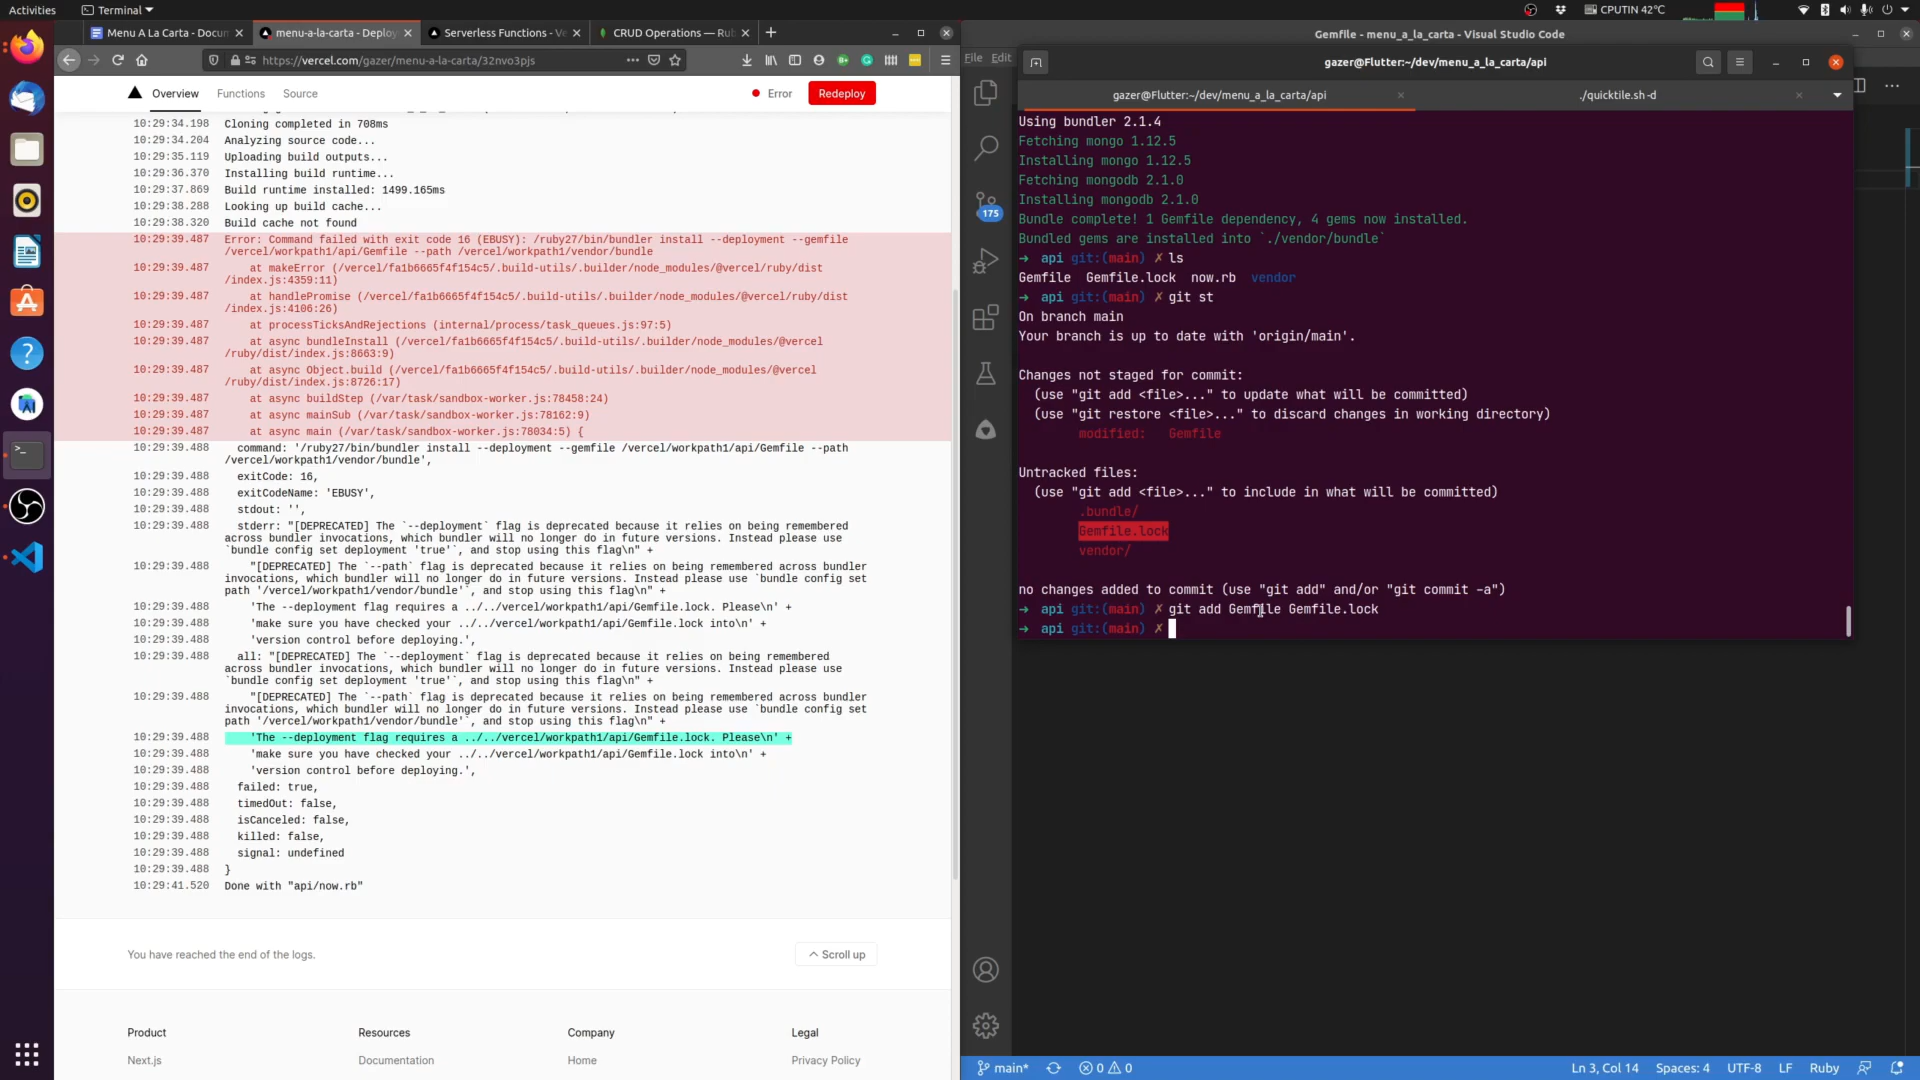 Activities
Terminal
CPUTIN 42°C
Menu A La Carta - Docum
menu-a-la-carta - Deploy
Serverless Functions - Ve
CRUD Operations — Rub
https://vercel.com/gazer/menu-a-la-carta/32nvo3pjs
Overview
Functions
Source
Error
Redeploy
10:29:34.198 Cloning completed in 708ms
10:29:34.204 Analyzing source code...
10:29:35.119 Uploading build outputs...
10:29:36.370 Installing build runtime...
10:29:37.869 Build runtime installed: 1499.165ms
10:29:38.288 Looking up build cache...
10:29:38.320 Build cache not found
10:29:39.487 Error: Command failed with exit code 16 (EBUSY): /ruby27/bin/bundler install --deployment --gemfile
/vercel/workpath1/api/Gemfile --path /vercel/workpath1/vendor/bundle
10:29:39.487 at makeError (/vercel/fa1b6665f4f154c5/.build-utils/.builder/node_modules/@vercel/ruby/dist
/index.js:4359:11)
10:29:39.487 at handlePromise (/vercel/fa1b6665f4f154c5/.build-utils/.builder/node_modules/@vercel/ruby/dist
/index.js:4106:26)
10:29:39.487 at processTicksAndRejections (internal/process/task_queues.js:97:5)
10:29:39.487 at async bundleInstall (/vercel/fa1b6665f4f154c5/.build-utils/.builder/node_modules/@vercel
/ruby/dist/index.js:8663:9)
10:29:39.487 at async Object.build (/vercel/fa1b6665f4f154c5/.build-utils/.builder/node_modules/@vercel
/ruby/dist/index.js:8726:17)
10:29:39.487 at async buildStep (/var/task/sandbox-worker.js:78458:24)
10:29:39.487 at async mainSub (/var/task/sandbox-worker.js:78162:9)
10:29:39.487 at async main (/var/task/sandbox-worker.js:78034:5) {
10:29:39.488 command: '/ruby27/bin/bundler install --deployment --gemfile /vercel/workpath1/api/Gemfile --path
/vercel/workpath1/vendor/bundle',
10:29:39.488 exitCode: 16,
10:29:39.488 exitCodeName: 'EBUSY',
10:29:39.488 stdout: '',
10:29:39.488 stderr: "[DEPRECATED] The `--deployment` flag is deprecated because it relies on being remembered
across bundler invocations, which bundler will no longer do in future versions. Instead please use
`bundle config set deployment 'true'`, and stop using this flag\n" +
10:29:39.488 "[DEPRECATED] The `--path` flag is deprecated because it relies on being remembered across bundler
invocations, which bundler will no longer do in future versions. Instead please use `bundle config set
path '/vercel/workpath1/vendor/bundle'`, and stop using this flag\n" +
10:29:39.488 'The --deployment flag requires a ../../vercel/workpath1/api/Gemfile.lock. Please\n' +
10:29:39.488 'make sure you have checked your ../../vercel/workpath1/api/Gemfile.lock into\n' +
10:29:39.488 'version control before deploying.',
10:29:39.488 all: "[DEPRECATED] The `--deployment` flag is deprecated because it relies on being remembered
across bundler invocations, which bundler will no longer do in future versions. Instead please use
`bundle config set deployment 'true'`, and stop using this flag\n" +
10:29:39.488 "[DEPRECATED] The `--path` flag is deprecated because it relies on being remembered across bundler
invocations, which bundler will no longer do in future versions. Instead please use `bundle config set
path '/vercel/workpath1/vendor/bundle'`, and stop using this flag\n" +
10:29:39.488 'The --deployment flag requires a ../../vercel/workpath1/api/Gemfile.lock. Please\n' +
10:29:39.488 'make sure you have checked your ../../vercel/workpath1/api/Gemfile.lock into\n' +
10:29:39.488 'version control before deploying.',
10:29:39.488 failed: true,
10:29:39.488 timedOut: false,
10:29:39.488 isCanceled: false,
10:29:39.488 killed: false,
10:29:39.488 signal: undefined
10:29:39.488 }
10:29:41.520 Done with "api/now.rb"
You have reached the end of the logs.
Scroll up
Product
Resources
Company
Legal
Next.js
Documentation
Home
Privacy Policy
Gemfile - menu_a_la_carta - Visual Studio Code
File Edit
gazer@Flutter:~/dev/menu_a_la_carta/api
gazer@Flutter:~/dev/menu_a_la_carta/api
./quicktile.sh -d
Using bundler 2.1.4
Fetching mongo 1.12.5
Installing mongo 1.12.5
Fetching mongodb 2.1.0
Installing mongodb 2.1.0
Bundle complete! 1 Gemfile dependency, 4 gems now installed.
Bundled gems are installed into `./vendor/bundle`
→ api git:(main) ✗ ls
Gemfile Gemfile.lock now.rb vendor
→ api git:(main) ✗ git st
On branch main
Your branch is up to date with 'origin/main'.
Changes not staged for commit:
(use "git add <file>..." to update what will be committed)
(use "git restore <file>..." to discard changes in working directory)
modified: Gemfile
Untracked files:
(use "git add <file>..." to include in what will be committed)
.bundle/
Gemfile.lock
vendor/
no changes added to commit (use "git add" and/or "git commit -a")
→ api git:(main) ✗ git add Gemfile Gemfile.lock
→ api git:(main) ✗
175
main*
0
0
Ln 3, Col 14
Spaces: 4
UTF-8
LF
Ruby